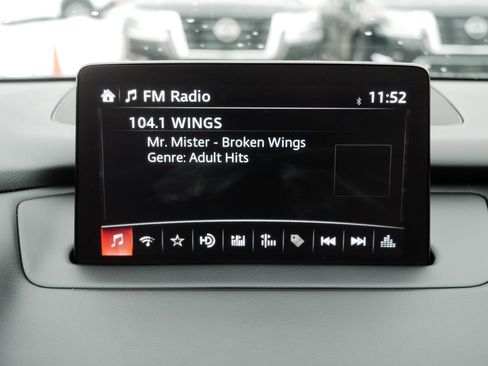 FM Radio
11:52
104.1 WINGS
Mr. Mister - Broken Wings
Genre: Adult Hits